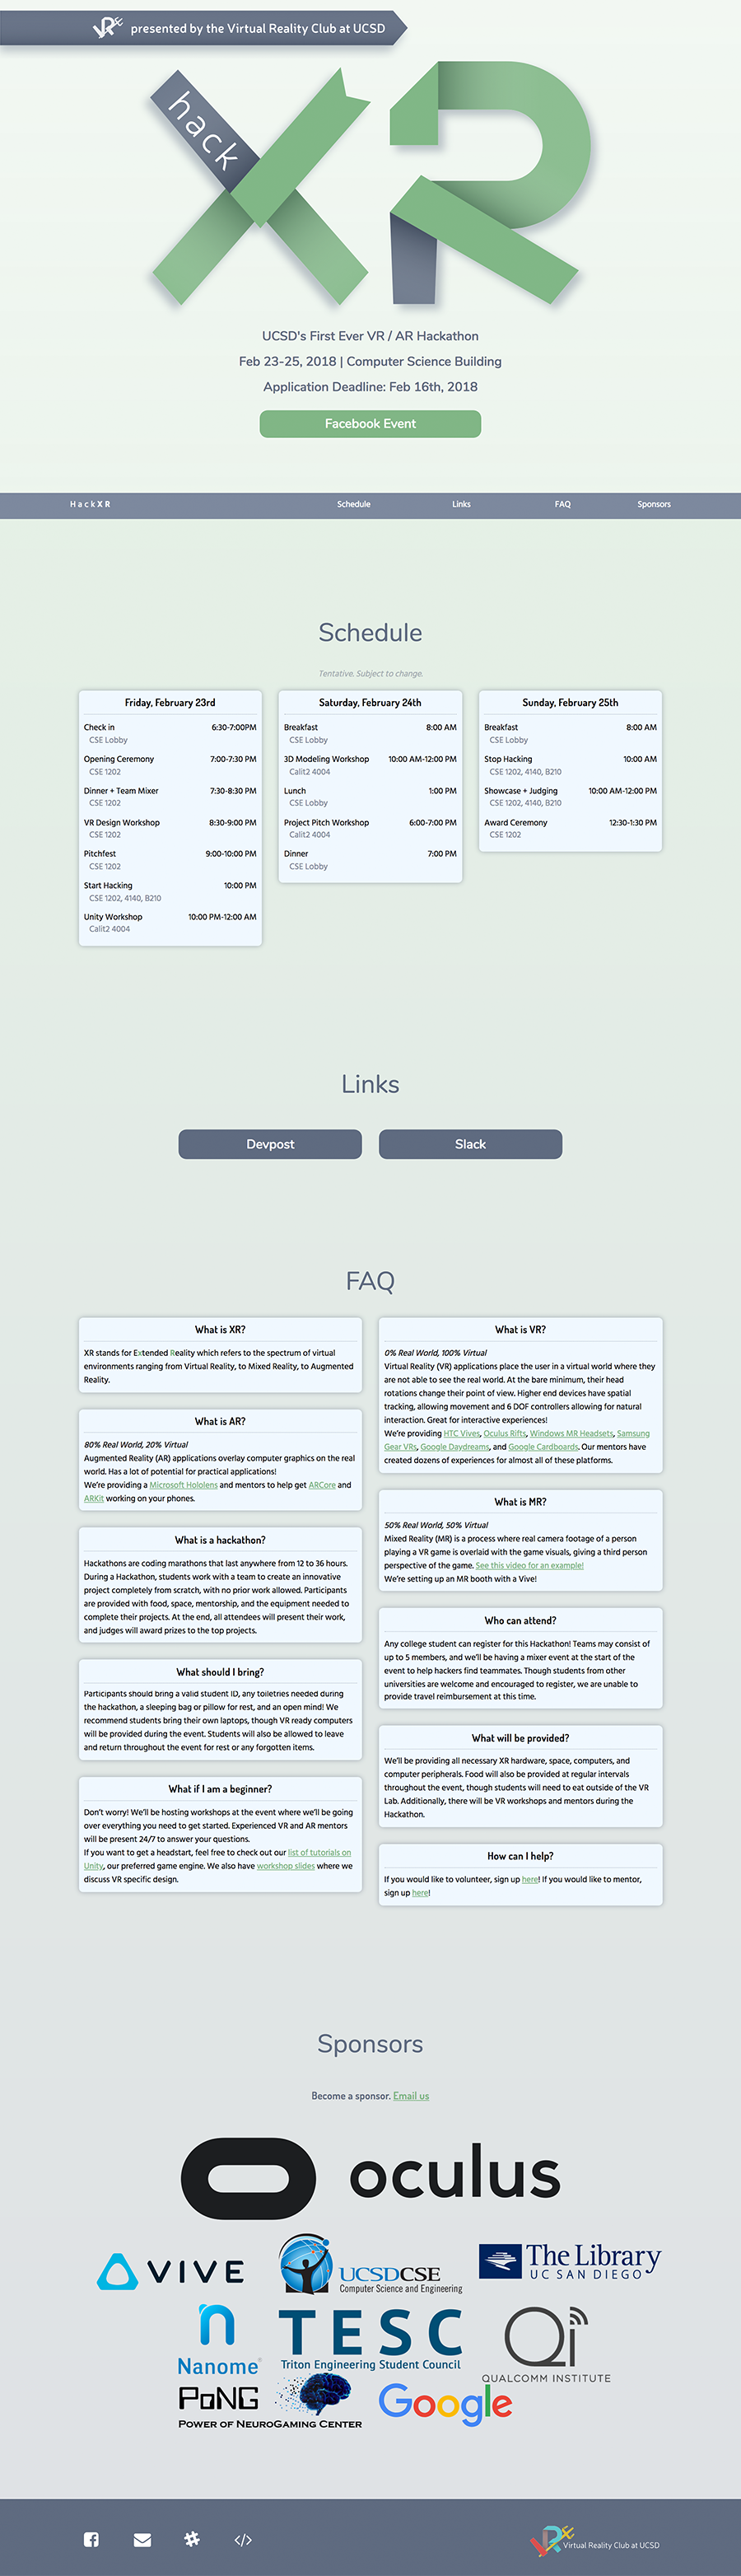 presented by the Virtual Reality Club at UCSD
hack
XR
UCSD's First Ever VR / AR Hackathon
Feb 23-25, 2018 | Computer Science Building
Application Deadline: Feb 16th, 2018
Facebook Event
HackXR Schedule Links FAQ Sponsors
Schedule
Tentative. Subject to change.
Friday, February 23rd
Check in 6:30-7:00PM
CSE Lobby
Opening Ceremony 7:00-7:30 PM
CSE 1202
Dinner + Team Mixer 7:30-8:30 PM
CSE 1202
VR Design Workshop 8:30-9:00 PM
CSE 1202
Pitchfest 9:00-10:00 PM
CSE 1202
Start Hacking 10:00 PM
CSE 1202, 4140, B210
Unity Workshop 10:00 PM-12:00 AM
Calit2 4004
Saturday, February 24th
Breakfast 8:00 AM
CSE Lobby
3D Modeling Workshop 10:00 AM-12:00 PM
Calit2 4004
Lunch 1:00 PM
CSE Lobby
Project Pitch Workshop 6:00-7:00 PM
Calit2 4004
Dinner 7:00 PM
CSE Lobby
Sunday, February 25th
Breakfast 8:00 AM
CSE Lobby
Stop Hacking 10:00 AM
CSE 1202, 4140, B210
Showcase + Judging 10:00 AM-12:00 PM
CSE 1202, 4140, B210
Award Ceremony 12:30-1:30 PM
CSE 1202
Links
Devpost
Slack
FAQ
What is XR?
XR stands for Extended Reality which refers to the spectrum of virtual
environments ranging from Virtual Reality, to Mixed Reality, to Augmented
Reality.
What is AR?
80% Real World, 20% Virtual
Augmented Reality (AR) applications overlay computer graphics on the real
world. Has a lot of potential for practical applications!
We're providing a Microsoft Hololens and mentors to help get ARCore and
ARKit working on your phones.
What is a hackathon?
Hackathons are coding marathons that last anywhere from 12 to 36 hours.
During a Hackathon, students work with a team to create an innovative
project completely from scratch, with no prior work allowed. Participants
are provided with food, space, mentorship, and the equipment needed to
complete their projects. At the end, all attendees will present their work,
and judges will award prizes to the top projects.
What should I bring?
Participants should bring a valid student ID, any toiletries needed during
the hackathon, a sleeping bag or pillow for rest, and an open mind! We
recommend students bring their own laptops, though VR ready computers
will be provided during the event. Students will also be allowed to leave
and return throughout the event for rest or any forgotten items.
What if I am a beginner?
Don't worry! We'll be hosting workshops at the event where we'll be going
over everything you need to get started. Experienced VR and AR mentors
will be present 24/7 to answer your questions.
If you want to get a headstart, feel free to check out our list of tutorials on
Unity, our preferred game engine. We also have workshop slides where we
discuss VR specific design.
What is VR?
0% Real World, 100% Virtual
Virtual Reality (VR) applications place the user in a virtual world where they
are not able to see the real world. At the bare minimum, their head
rotations change their point of view. Higher end devices have spatial
tracking, allowing movement and 6 DOF controllers allowing for natural
interaction. Great for interactive experiences!
We're providing HTC Vives, Oculus Rifts, Windows MR Headsets, Samsung
Gear VRs, Google Daydreams, and Google Cardboards. Our mentors have
created dozens of experiences for almost all of these platforms.
What is MR?
50% Real World, 50% Virtual
Mixed Reality (MR) is a process where real camera footage of a person
playing a VR game is overlaid with the game visuals, giving a third person
perspective of the game. See this video for an example!
We're setting up an MR booth with a Vive!
Who can attend?
Any college student can register for this Hackathon! Teams may consist of
up to 5 members, and we'll be having a mixer event at the start of the
event to help hackers find teammates. Though students from other
universities are welcome and encouraged to register, we are unable to
provide travel reimbursement at this time.
What will be provided?
We'll be providing all necessary XR hardware, space, computers, and
computer peripherals. Food will also be provided at regular intervals
throughout the event, though students will need to eat outside of the VR
Lab. Additionally, there will be VR workshops and mentors during the
Hackathon.
How can I help?
If you would like to volunteer, sign up here! If you would like to mentor,
sign up here!
Sponsors
Become a sponsor. Email us
oculus
VIVE
UCSDCSE
Computer Science and Engineering
The Library
UC SAN DIEGO
Nanome
TESC
Triton Engineering Student Council
QUALCOMM INSTITUTE
PoNG
POWER OF NEUROGAMING CENTER
Google
Virtual Reality Club at UCSD